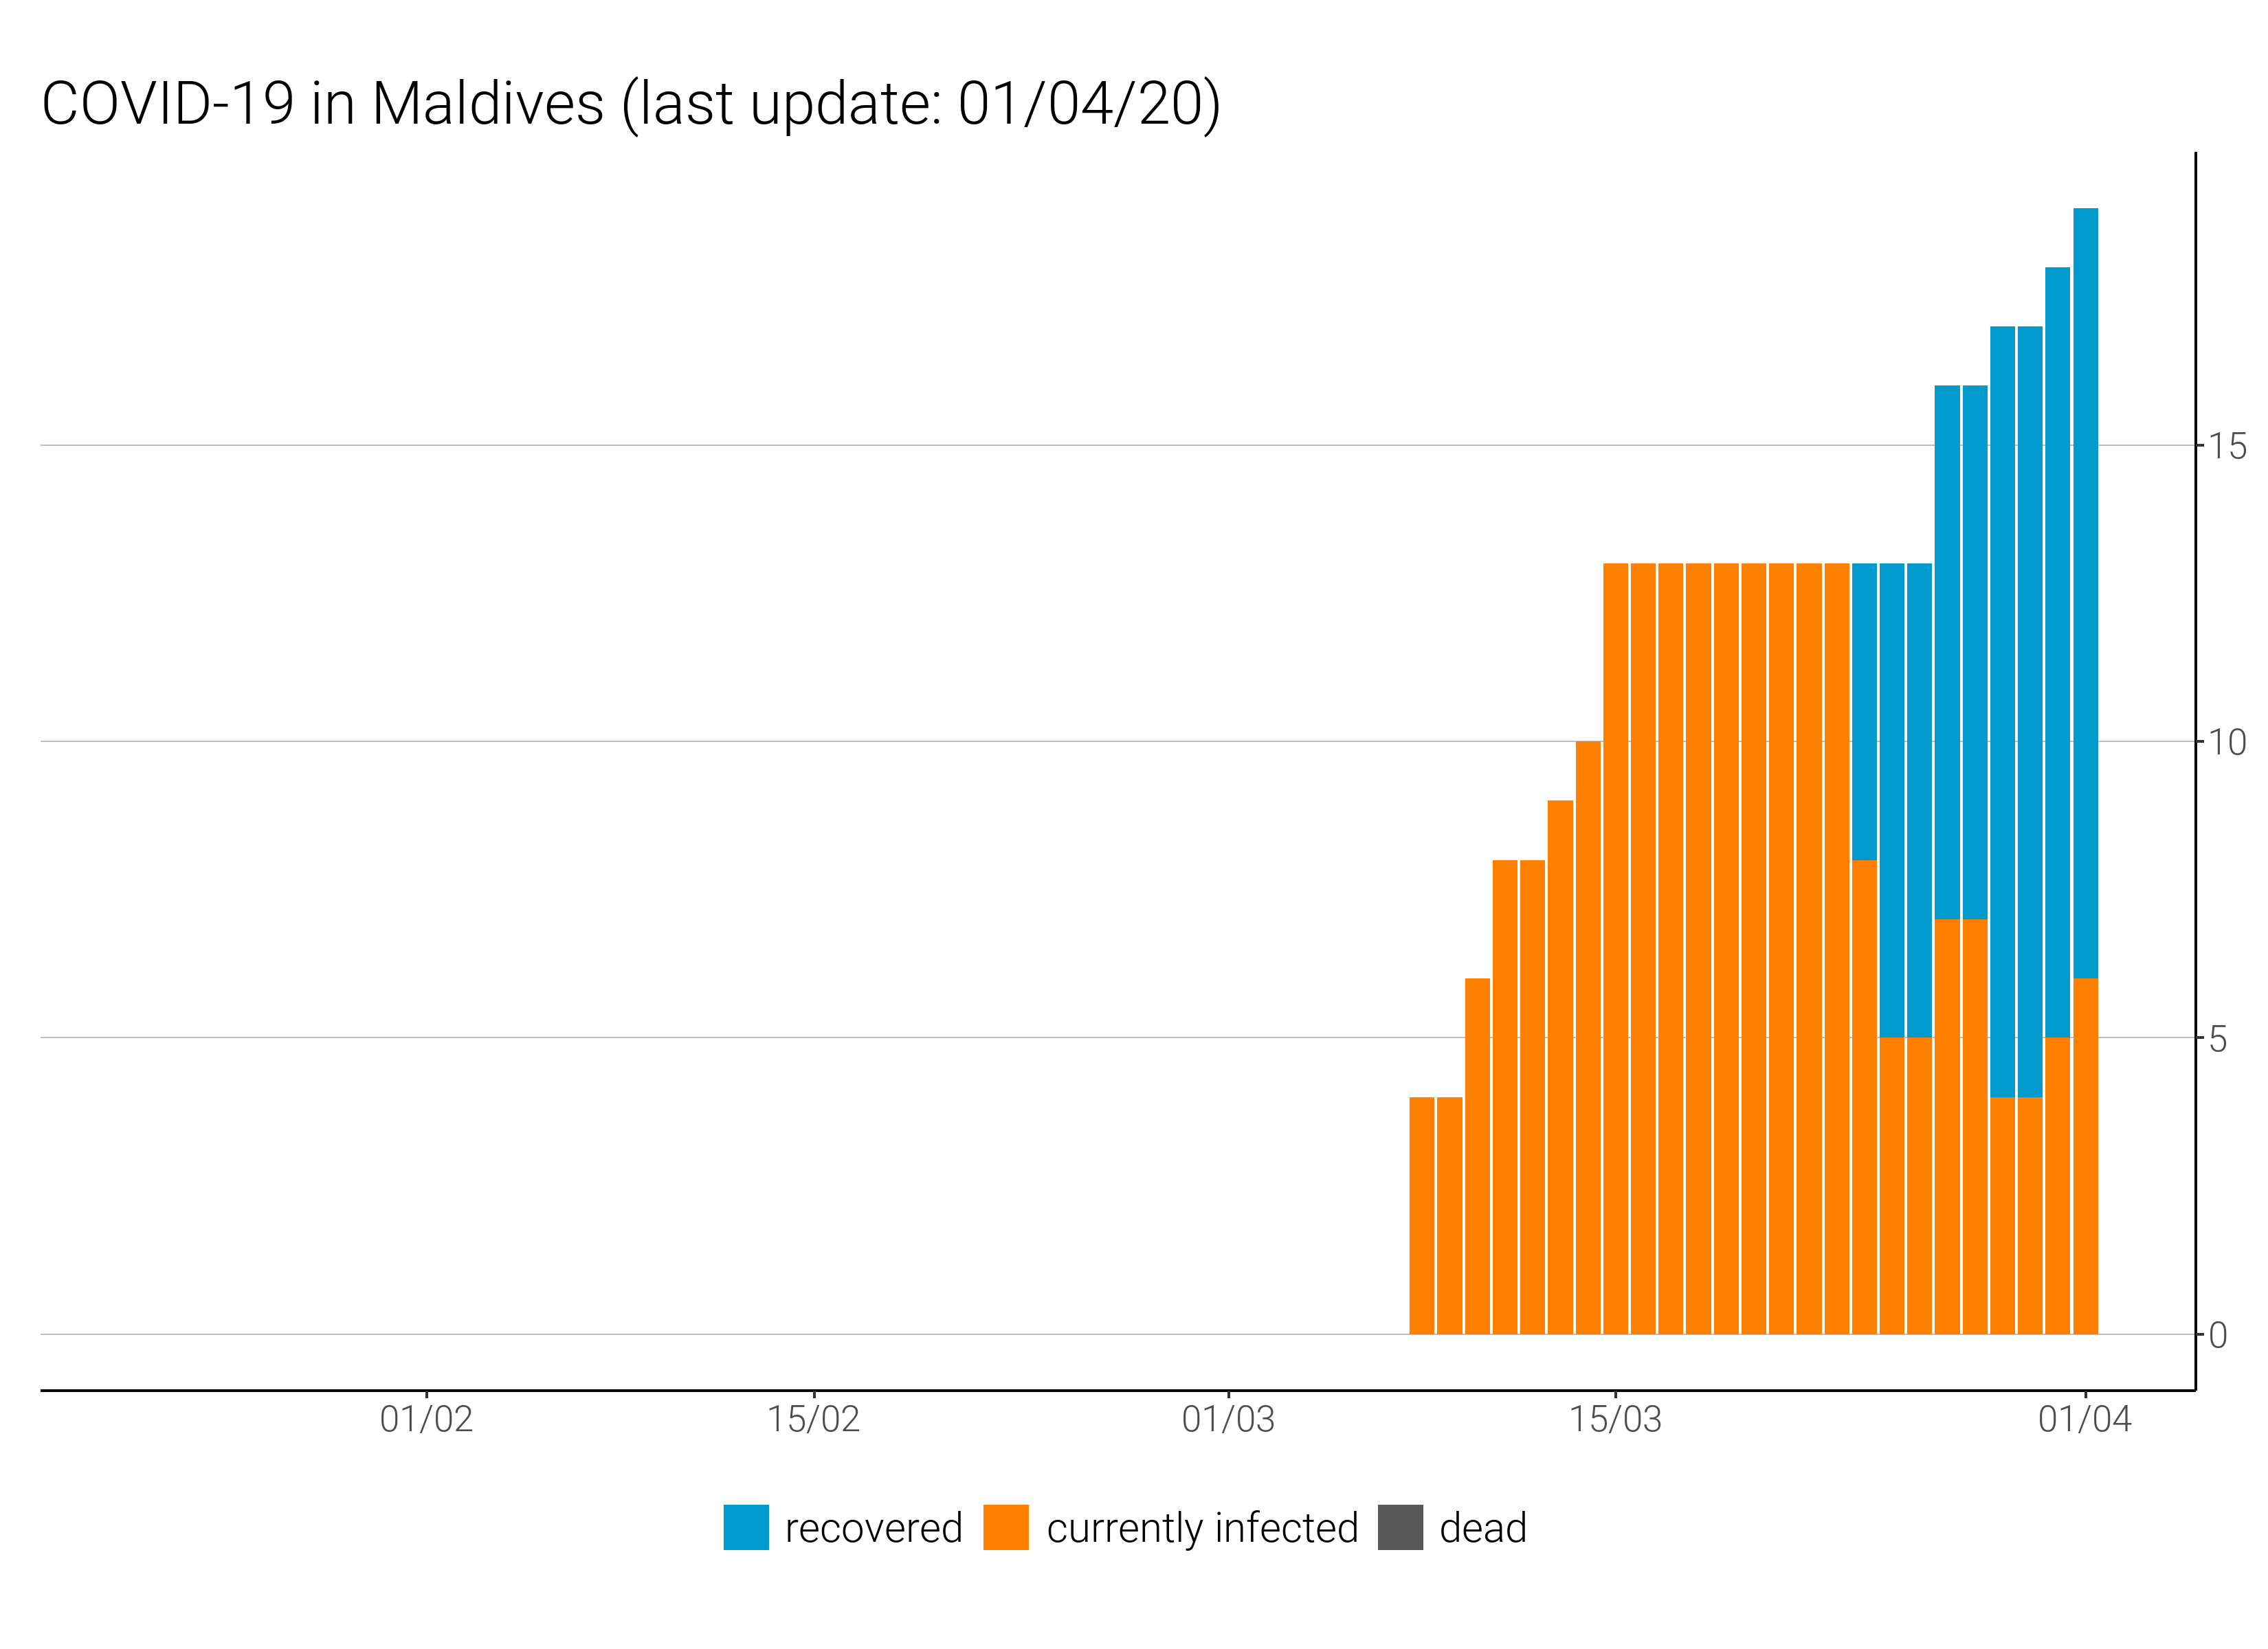 COVID-19 in Maldives (last update: 01/04/20)
15
10
5
0
01/02 15/02 01/03 15/03 01/04
recovered currently infected dead